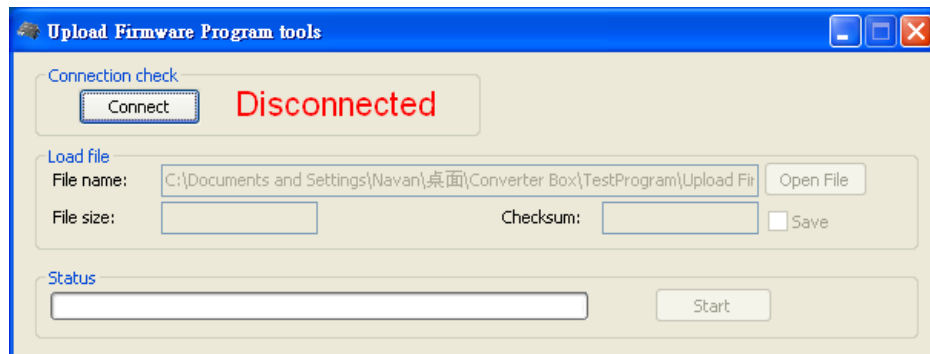 Upload Firmware Program tools
Connection check
Connect Disconnected
Load file
File name: C:\Documents and Settings\Navan\桌面\Converter Box\TestProgram\Upload Fir Open File
File size: Checksum: Save
Status
Start